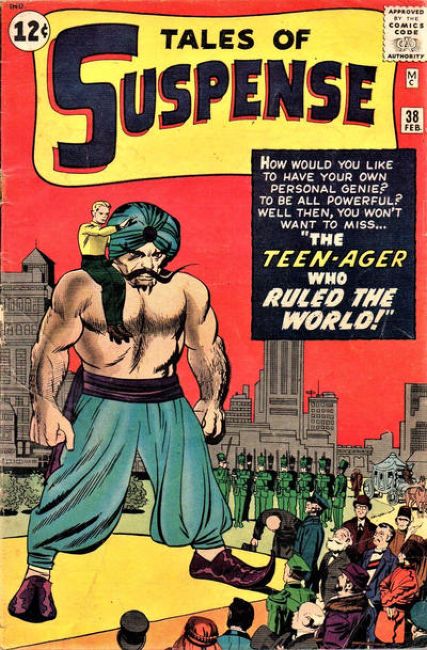 IND.
12¢
TALES OF
SUSPENSE
APPROVED
BY THE
COMICS
CODE
CA
AUTHORITY
M
C
38
FEB.
HOW WOULD YOU LIKE
TO HAVE YOUR OWN
PERSONAL GENIE?
TO BE ALL POWERFUL?
WELL THEN, YOU WON'T
WANT TO MISS...
"THE
TEEN-AGER
WHO
RULED THE
WORLD!"